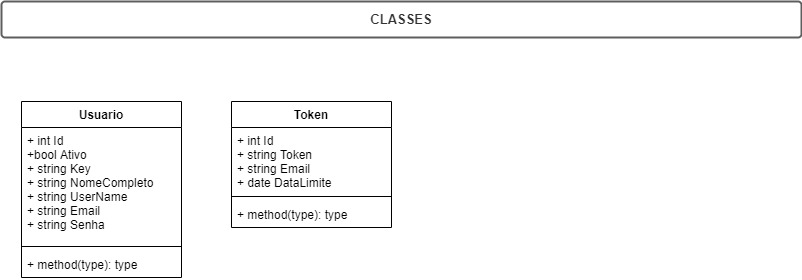 CLASSES
Usuario
+ int Id
+bool Ativo
+ string Key
+ string NomeCompleto
+ string UserName
+ string Email
+ string Senha
+ method(type): type
Token
+ int Id
+ string Token
+ string Email
+ date DataLimite
+ method(type): type